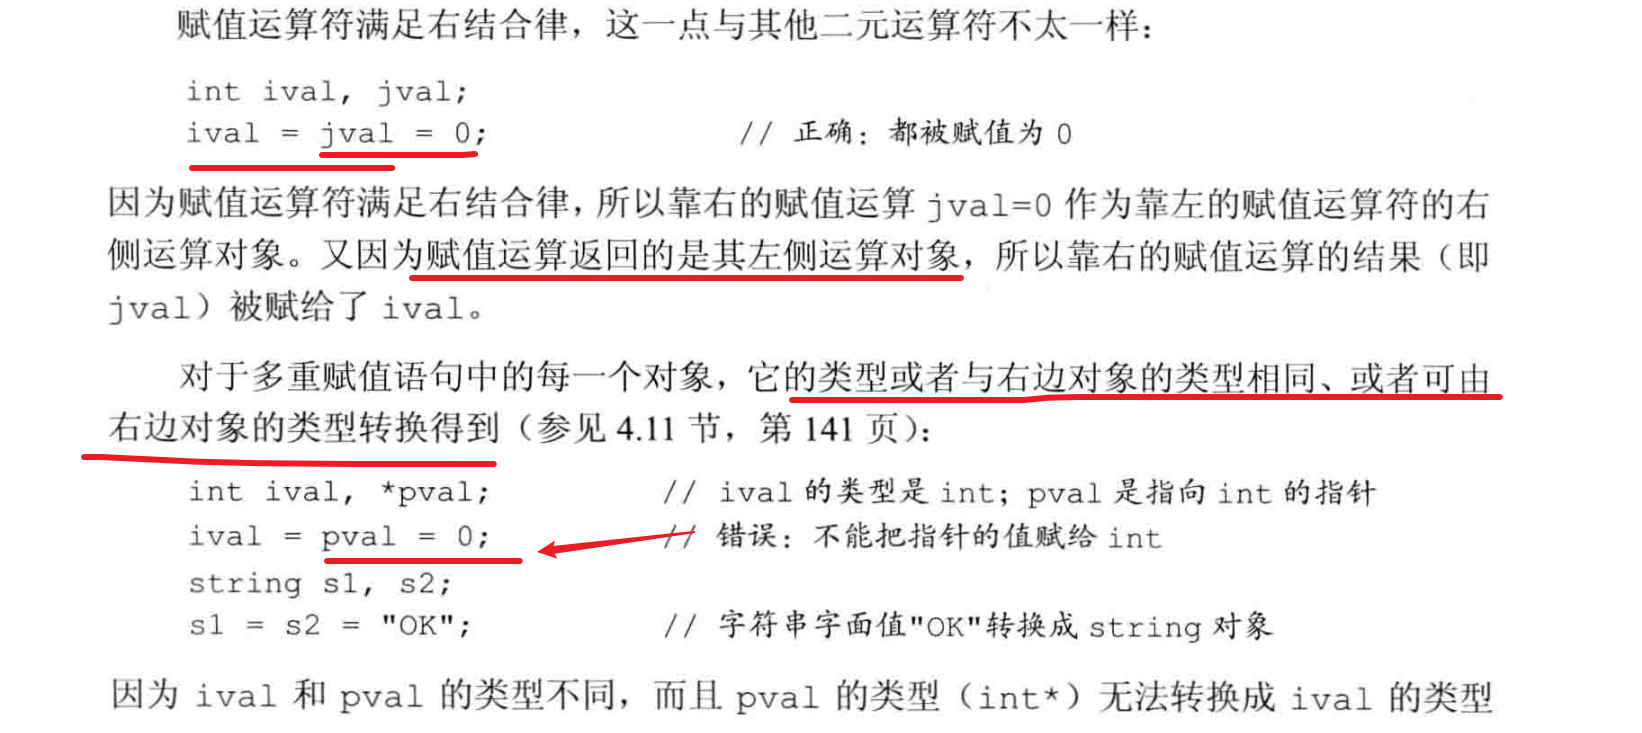 赋值运算符满足右结合律，这一点与其他二元运算符不太一样：
int ival, jval;
ival = jval = 0; // 正确：都被赋值为 0
因为赋值运算符满足右结合律，所以靠右的赋值运算 jval=0 作为靠左的赋值运算符的右
侧运算对象。又因为赋值运算返回的是其左侧运算对象，所以靠右的赋值运算的结果（即
jval）被赋给了 ival。
对于多重赋值语句中的每一个对象，它的类型或者与右边对象的类型相同、或者可由
右边对象的类型转换得到（参见 4.11 节，第 141 页）：
int ival, *pval; // ival 的类型是 int；pval 是指向 int 的指针
ival = pval = 0; // 错误：不能把指针的值赋给 int
string s1, s2;
s1 = s2 = "OK"; // 字符串字面值"OK"转换成 string 对象
因为 ival 和 pval 的类型不同，而且 pval 的类型（int*）无法转换成 ival 的类型